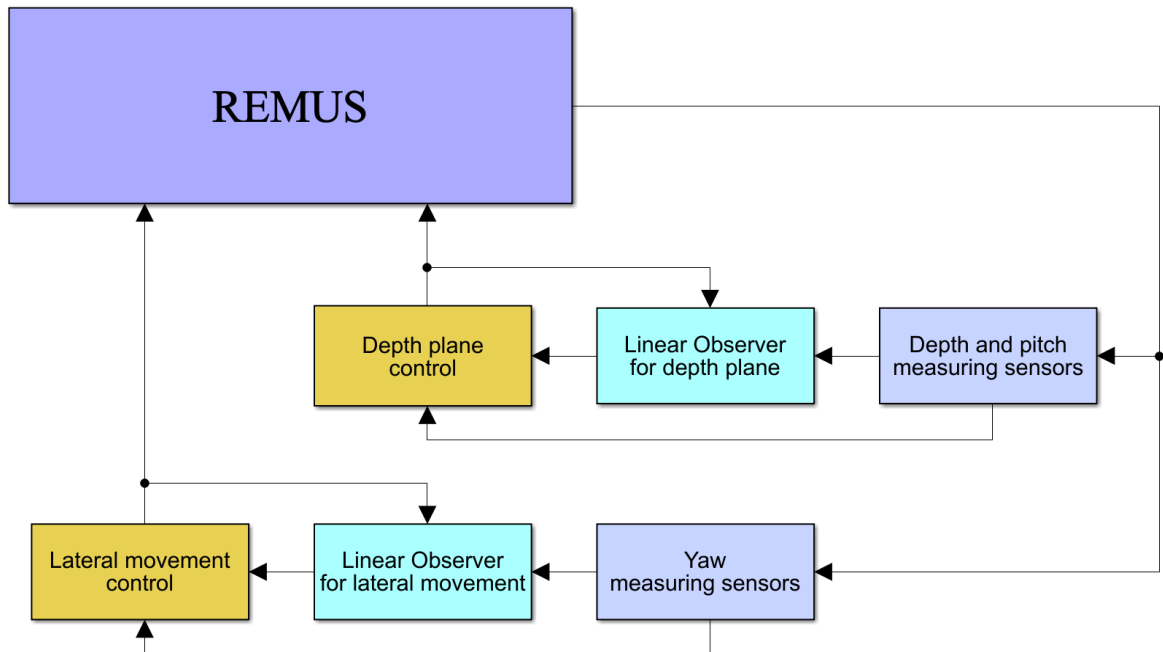 REMUS
Depth plane
control
Linear Observer
for depth plane
Depth and pitch
measuring sensors
Lateral movement
control
Linear Observer
for lateral movement
Yaw
measuring sensors